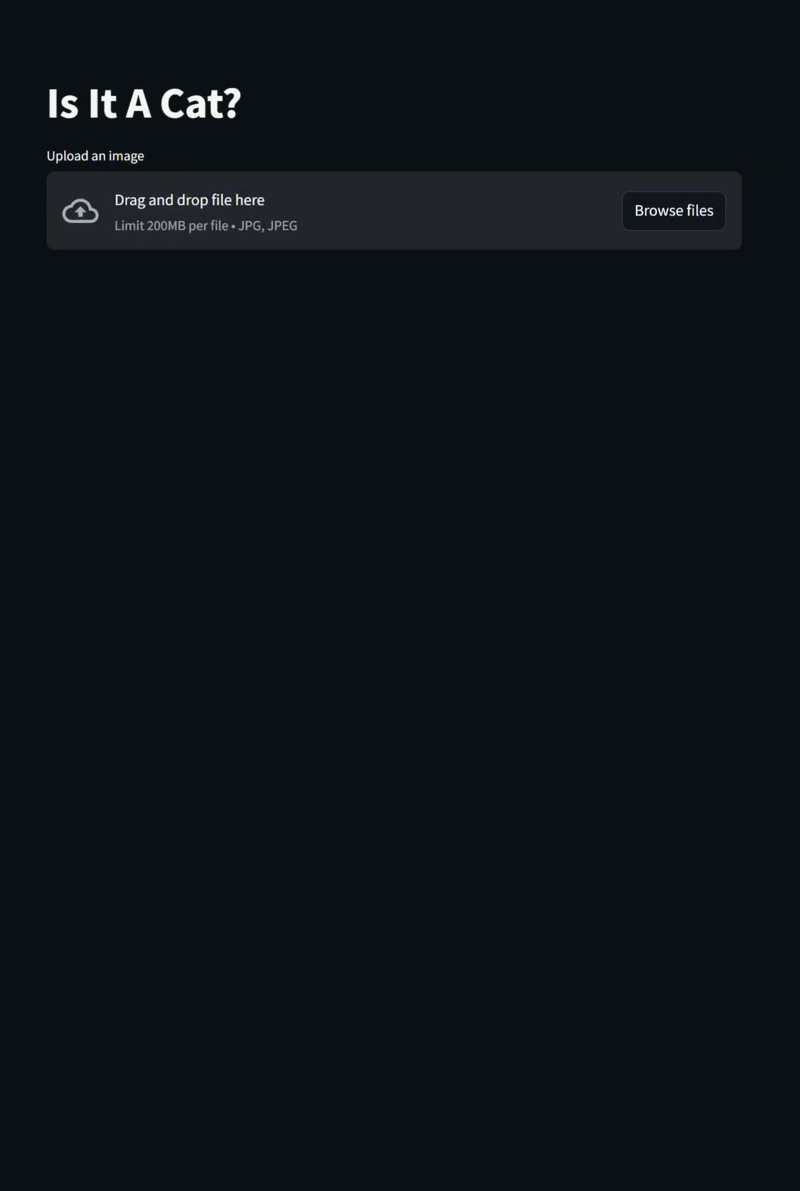 Is It A Cat?
Upload an image
Drag and drop file here
Limit 200MB per file • JPG, JPEG
Browse files